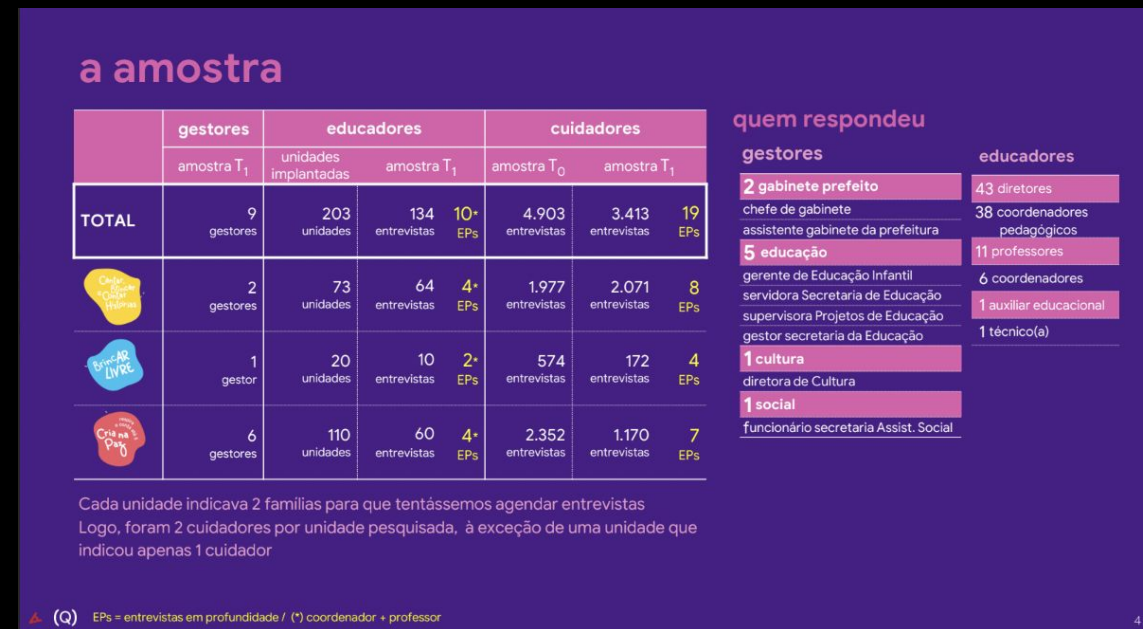 a amostra
gestores educadores cuidadores
amostra T₁ unidades implantadas amostra T₁ amostra T₀ amostra T₁
TOTAL 9 gestores 203 unidades 134 entrevistas 10* EPs 4.903 entrevistas 3.413 entrevistas 19 EPs
2 gestores 73 unidades 64 entrevistas 4* EPs 1.977 entrevistas 2.071 entrevistas 8 EPs
BrincAR LIVRE 1 gestor 20 unidades 10 entrevistas 2* EPs 574 entrevistas 172 entrevistas 4 EPs
Cria na Paz 6 gestores 110 unidades 60 entrevistas 4* EPs 2.352 entrevistas 1.170 entrevistas 7 EPs
Cada unidade indicava 2 famílias para que tentássemos agendar entrevistas
Logo, foram 2 cuidadores por unidade pesquisada, à exceção de uma unidade que
indicou apenas 1 cuidador
quem respondeu
gestores
2 gabinete prefeito
chefe de gabinete
assistente gabinete da prefeitura
5 educação
gerente de Educação Infantil
servidora Secretaria de Educação
supervisora Projetos de Educação
gestor secretaria da Educação
1 cultura
diretora de Cultura
1 social
funcionário secretaria Assist. Social
educadores
43 diretores
38 coordenadores
pedagógicos
11 professores
6 coordenadores
1 auxiliar educacional
1 técnico(a)
(Q) EPs = entrevistas em profundidade / (*) coordenador + professor
4